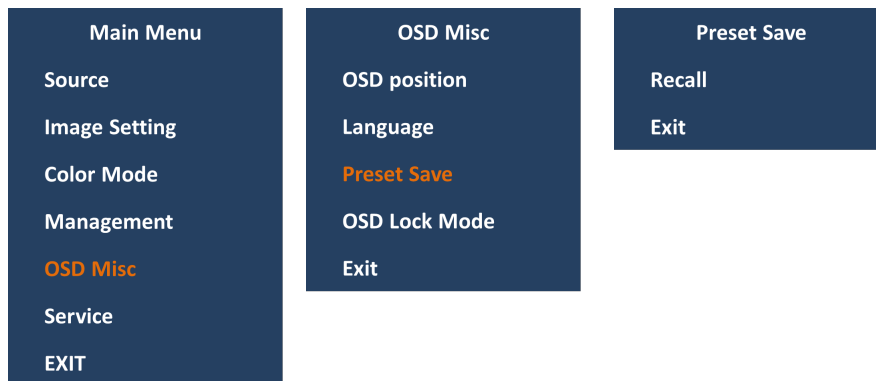 Main Menu
Source
Image Setting
Color Mode
Management
OSD Misc
Service
EXIT
OSD Misc
OSD position
Language
Preset Save
OSD Lock Mode
Exit
Preset Save
Recall
Exit